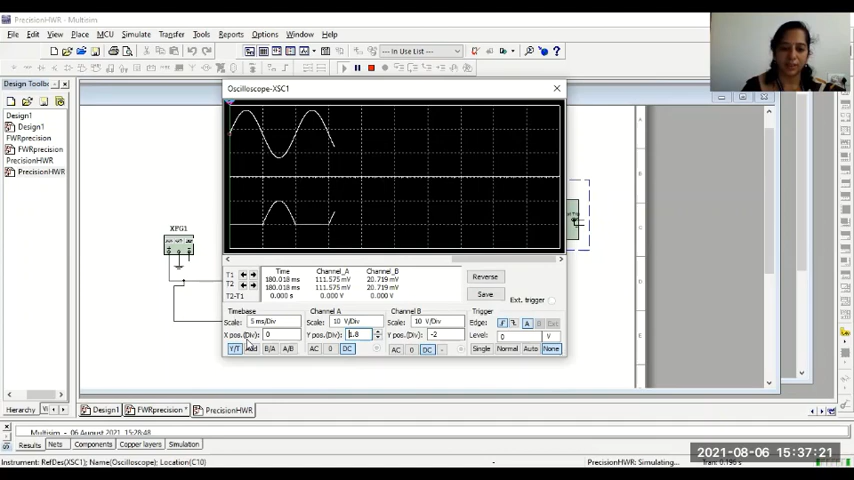 PrecisionHWR - Multisim
File Edit View Place MCU Simulate Transfer Tools Reports Options Window Help
In Use List
Design Toolbox
Design1
Design1
FWRprecision
FWRprecision
PrecisionHWR
PrecisionHWR
XFG1
Oscilloscope-XSC1
Time Channel_A Channel_B
T1 180.018 ms 111.575 mV 20.719 mV
T2 180.018 ms 111.575 mV 20.719 mV
T2-T1 0.000 s 0.000 V 0.000 V
Reverse
Save
Ext. trigger
Timebase Channel A Channel B Trigger
Scale: 5 ms/Div Scale: 10 V/Div Scale: 10 V/Div Edge: A B Ext
X pos.(Div): 0 Y pos.(Div): 1.8 Y pos.(Div): -2 Level: 0 V
Y/T Add B/A A/B AC 0 DC AC 0 DC - Single Normal Auto None
Hierarchy
Design1 FWRprecision * PrecisionHWR
Multisim - 06 August 2021, 15:28:48
Results Nets Components Copper layers Simulation
2021-08-06 15:37:21
Instrument: RefDes(XSC1); Name(Oscilloscope); Location(C10) - PrecisionHWR: Simulating... Tran: 0.196 s